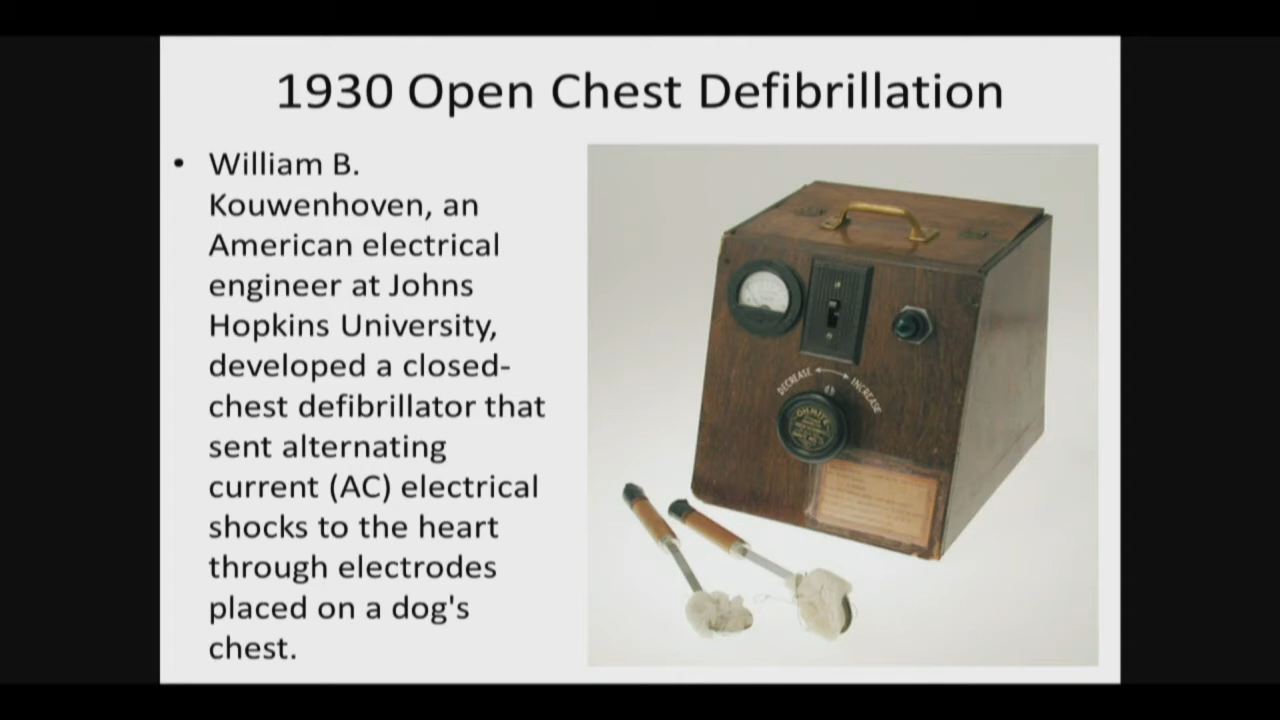 1930 Open Chest Defibrillation
• William B.
Kouwenhoven, an
American electrical
engineer at Johns
Hopkins University,
developed a closed-
chest defibrillator that
sent alternating
current (AC) electrical
shocks to the heart
through electrodes
placed on a dog's
chest.
DECREASE INCREASE
OHMITE